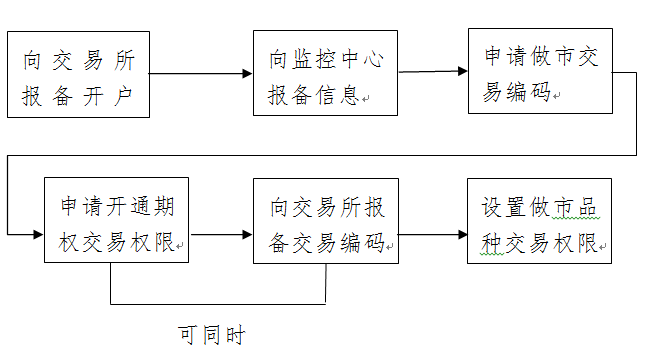 向交易所
报备开户
向监控中心
报备信息
申请做市交
易编码
申请开通期
权交易权限
向交易所报
备交易编码
设置做市品
种交易权限
可同时